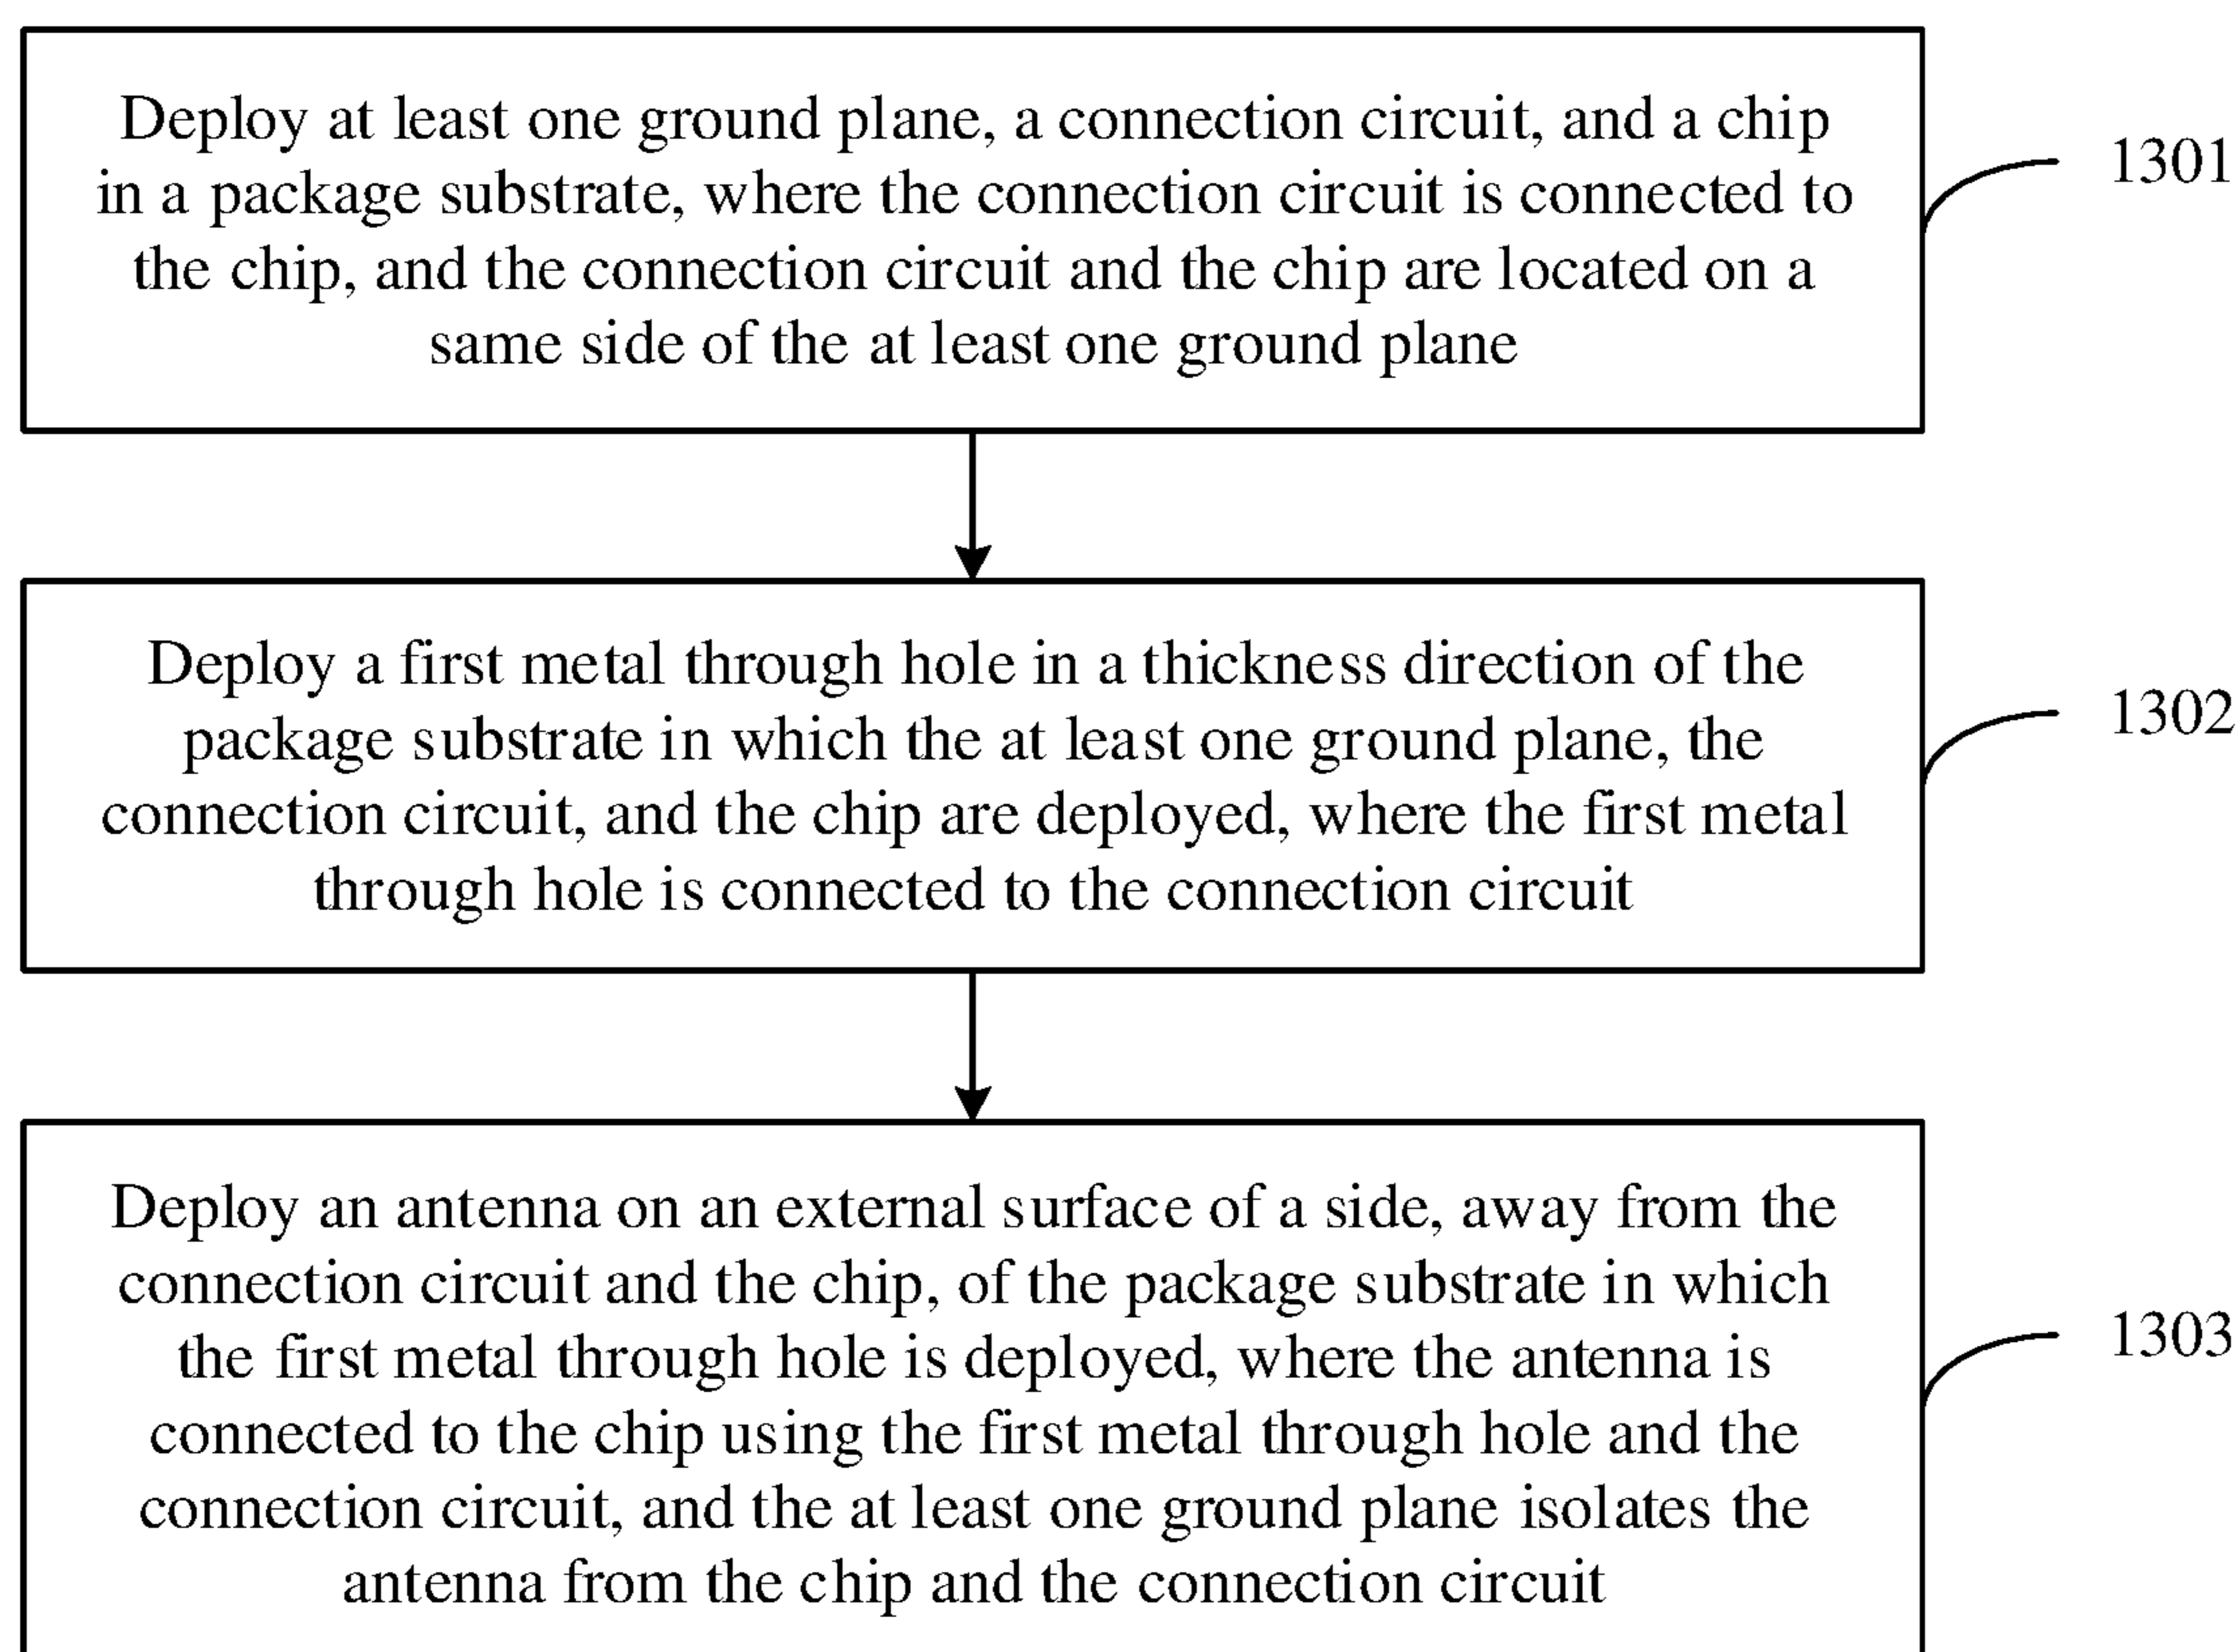 Deploy at least one ground plane, a connection circuit, and a chip
in a package substrate, where the connection circuit is connected to
the chip, and the connection circuit and the chip are located on a
same side of the at least one ground plane
1301
Deploy a first metal through hole in a thickness direction of the
package substrate in which the at least one ground plane, the
connection circuit, and the chip are deployed, where the first metal
through hole is connected to the connection circuit
1302
Deploy an antenna on an external surface of a side, away from the
connection circuit and the chip, of the package substrate in which
the first metal through hole is deployed, where the antenna is
connected to the chip using the first metal through hole and the
connection circuit, and the at least one ground plane isolates the
antenna from the chip and the connection circuit
1303